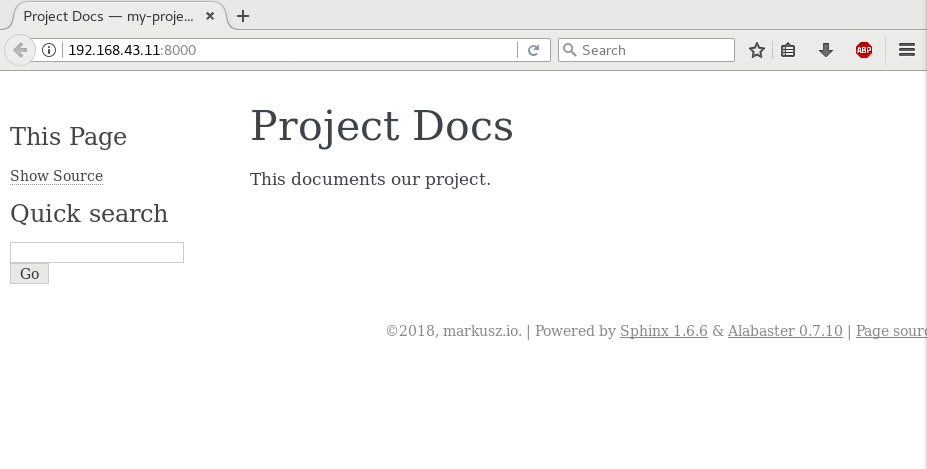 Project Docs — my-proje...
192.168.43.11:8000
Search
ABP
This Page
Show Source
Quick search
Go
Project Docs
This documents our project.
©2018, markusz.io. | Powered by Sphinx 1.6.6 & Alabaster 0.7.10 | Page sour